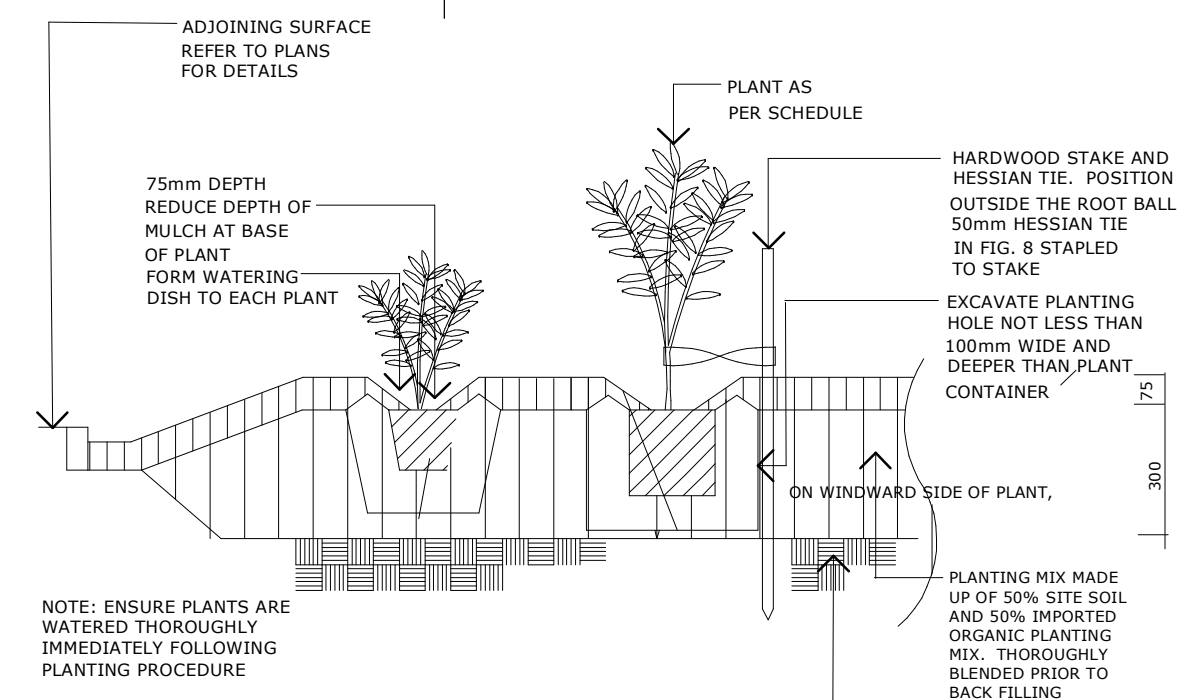 ADJOINING SURFACE
REFER TO PLANS
FOR DETAILS
PLANT AS
PER SCHEDULE
75mm DEPTH
REDUCE DEPTH OF
MULCH AT BASE
OF PLANT
FORM WATERING
DISH TO EACH PLANT
HARDWOOD STAKE AND
HESSIAN TIE. POSITION
OUTSIDE THE ROOT BALL
50mm HESSIAN TIE
IN FIG. 8 STAPLED
TO STAKE
EXCAVATE PLANTING
HOLE NOT LESS THAN
100mm WIDE AND
DEEPER THAN PLANT
CONTAINER
75
300
ON WINDWARD SIDE OF PLANT,
PLANTING MIX MADE
UP OF 50% SITE SOIL
AND 50% IMPORTED
ORGANIC PLANTING
MIX. THOROUGHLY
BLENDED PRIOR TO
BACK FILLING
NOTE: ENSURE PLANTS ARE
WATERED THOROUGHLY
IMMEDIATELY FOLLOWING
PLANTING PROCEDURE